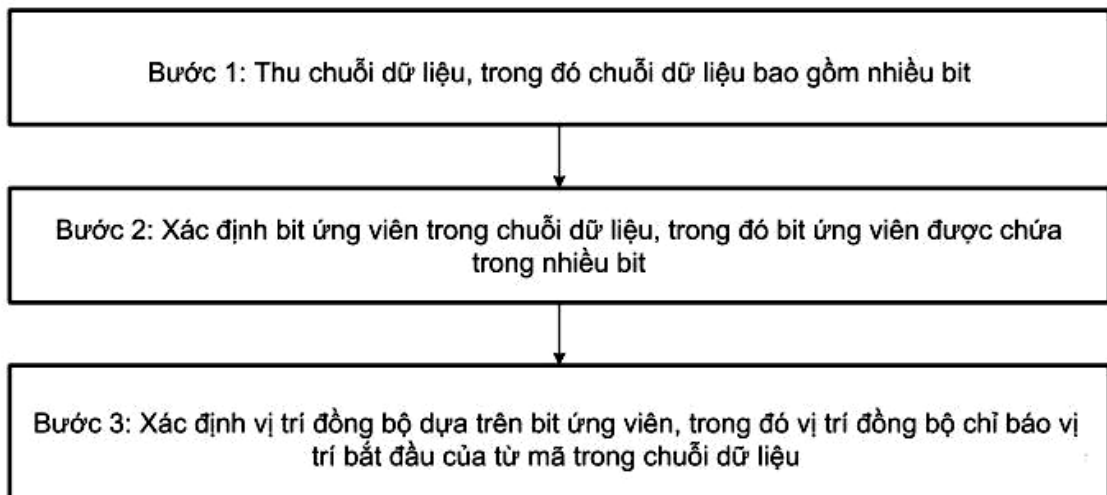 Bước 1: Thu chuỗi dữ liệu, trong đó chuỗi dữ liệu bao gồm nhiều bit
Bước 2: Xác định bit ứng viên trong chuỗi dữ liệu, trong đó bit ứng viên được chứa
trong nhiều bit
Bước 3: Xác định vị trí đồng bộ dựa trên bit ứng viên, trong đó vị trí đồng bộ chỉ báo vị
trí bắt đầu của từ mã trong chuỗi dữ liệu